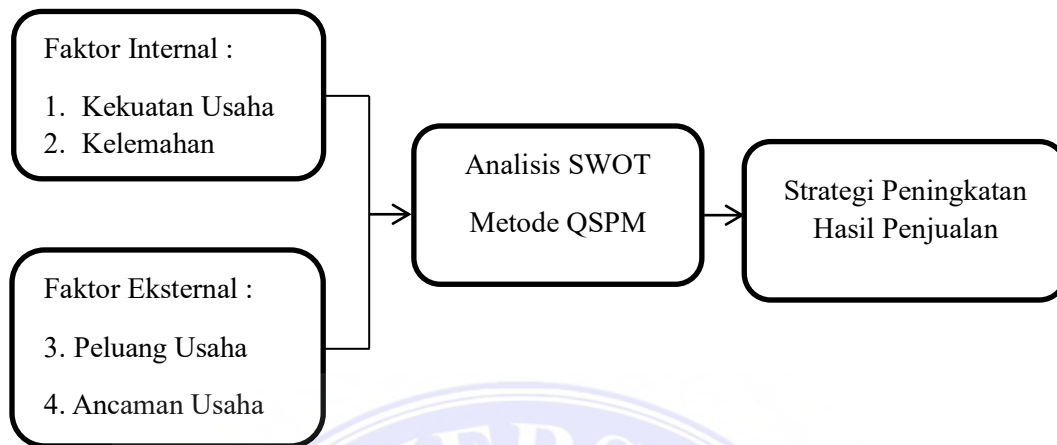 Faktor Internal :
1. Kekuatan Usaha
2. Kelemahan
Faktor Eksternal :
3. Peluang Usaha
4. Ancaman Usaha
Analisis SWOT
Metode QSPM
Strategi Peningkatan
Hasil Penjualan